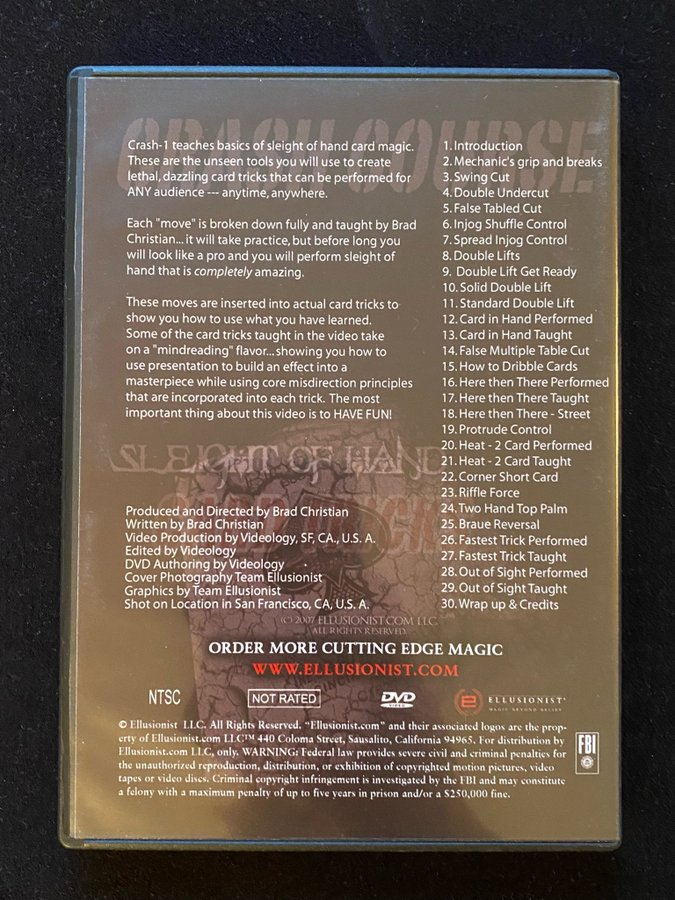 CRASH COURSE
Crash-1 teaches basics of sleight of hand card magic.
These are the unseen tools you will use to create
lethal, dazzling card tricks that can be performed for
ANY audience --- anytime, anywhere.
Each "move" is broken down fully and taught by Brad
Christian... it will take practice, but before long you
will look like a pro and you will perform sleight of
hand that is completely amazing.
These moves are inserted into actual card tricks to
show you how to use what you have learned.
Some of the card tricks taught in the video take
on a "mindreading" flavor...showing you how to
use presentation to build an effect into a
masterpiece while using core misdirection principles
that are incorporated into each trick. The most
important thing about this video is to HAVE FUN!
SLEIGHT OF HAND
CARD TRICK
Produced and Directed by Brad Christian
Written by Brad Christian
Video Production by Videology, SF, CA., U.S. A.
Edited by Videology
DVD Authoring by Videology
Cover Photography Team Ellusionist
Graphics by Team Ellusionist
Shot on Location in San Francisco, CA, U.S. A.
1. Introduction
2. Mechanic's grip and breaks
3. Swing Cut
4. Double Undercut
5. False Tabled Cut
6. Injog Shuffle Control
7. Spread Injog Control
8. Double Lifts
9. Double Lift Get Ready
10. Solid Double Lift
11. Standard Double Lift
12. Card in Hand Performed
13. Card in Hand Taught
14. False Multiple Table Cut
15. How to Dribble Cards
16. Here then There Performed
17. Here then There Taught
18. Here then There - Street
19. Protrude Control
20. Heat - 2 Card Performed
21. Heat - 2 Card Taught
22. Corner Short Card
23. Riffle Force
24. Two Hand Top Palm
25. Braue Reversal
26. Fastest Trick Performed
27. Fastest Trick Taught
28. Out of Sight Performed
29. Out of Sight Taught
30. Wrap up & Credits
(C) 2007 ELLUSIONIST.COM LLC.
ALL RIGHTS RESERVED.
ORDER MORE CUTTING EDGE MAGIC
WWW.ELLUSIONIST.COM
NTSC
NOT RATED
DVD VIDEO
ELLUSIONIST
MAGIC BEYOND BELIEF
© Ellusionist LLC. All Rights Reserved. "Ellusionist.com" and their associated logos are the prop-
erty of Ellusionist.com LLC™ 440 Coloma Street, Sausalito, California 94965. For distribution by
Ellusionist.com LLC, only. WARNING: Federal law provides severe civil and criminal penalties for
the unauthorized reproduction, distribution, or exhibition of copyrighted motion pictures, video
tapes or video discs. Criminal copyright infringement is investigated by the FBI and may constitute
a felony with a maximum penalty of up to five years in prison and/or a $250,000 fine.
FBI